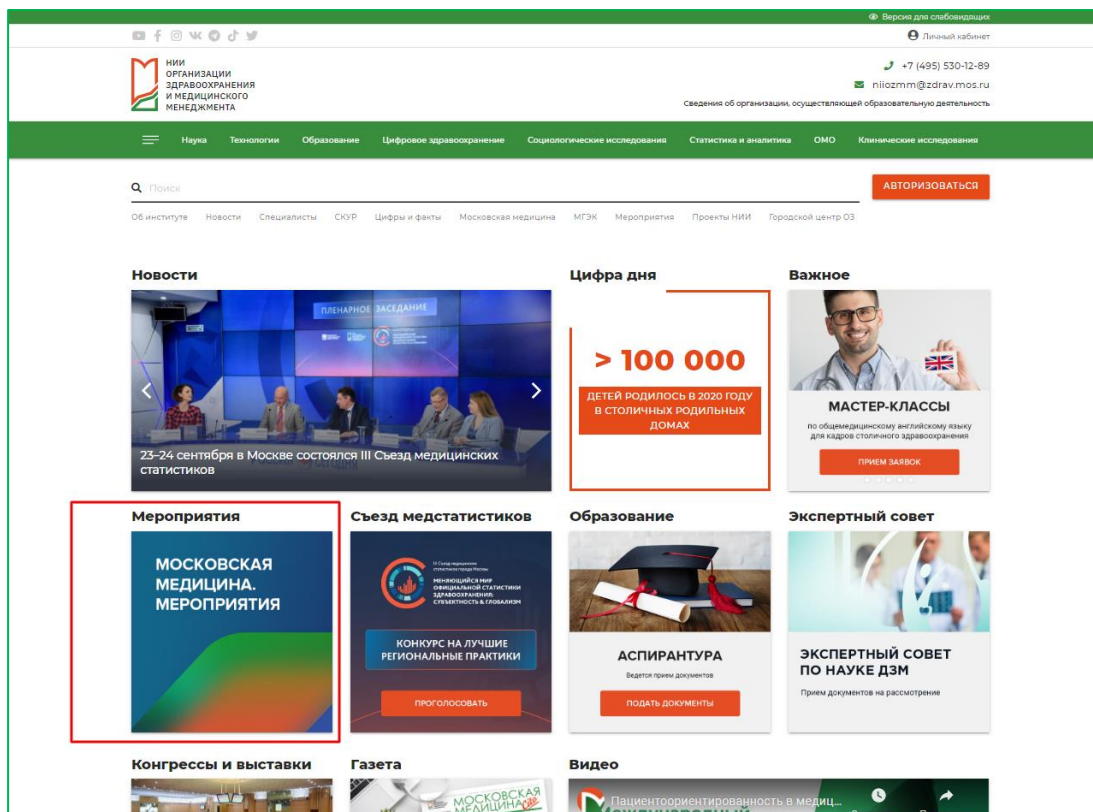 Версия для слабовидящих
Личный кабинет
НИИ
ОРГАНИЗАЦИИ
ЗДРАВООХРАНЕНИЯ
И МЕДИЦИНСКОГО
МЕНЕДЖМЕНТА
+7 (495) 530-12-89
niiozmm@zdrav.mos.ru
Сведения об организации, осуществляющей образовательную деятельность
Наука Технологии Образование Цифровое здравоохранение Социологические исследования Статистика и аналитика ОМО Клинические исследования
Поиск
АВТОРИЗОВАТЬСЯ
Об институте Новости Специалисты СКУР Цифры и факты Московская медицина МГЭК Мероприятия Проекты НИИ Городской центр ОЗ
Новости
ПЛЕНАРНОЕ ЗАСЕДАНИЕ
23–24 сентября в Москве состоялся III Съезд медицинских
статистиков
Цифра дня
> 100 000
ДЕТЕЙ РОДИЛОСЬ В 2020 ГОДУ
В СТОЛИЧНЫХ РОДИЛЬНЫХ
ДОМАХ
Важное
МАСТЕР-КЛАССЫ
по общемедицинскому английскому языку
для кадров столичного здравоохранения
ПРИЕМ ЗАЯВОК
Мероприятия
МОСКОВСКАЯ
МЕДИЦИНА.
МЕРОПРИЯТИЯ
Съезд медстатистиков
III Съезд медицинских
статистиков города Москвы
МЕНЯЮЩИЙСЯ МИР
ОФИЦИАЛЬНОЙ СТАТИСТИКИ
ЗДРАВООХРАНЕНИЯ:
СУБЪЕКТНОСТЬ & ГЛОБАЛИЗМ
КОНКУРС НА ЛУЧШИЕ
РЕГИОНАЛЬНЫЕ ПРАКТИКИ
ПРОГОЛОСОВАТЬ
Образование
АСПИРАНТУРА
Ведется прием документов
ПОДАТЬ ДОКУМЕНТЫ
Экспертный совет
ЭКСПЕРТНЫЙ СОВЕТ
ПО НАУКЕ ДЗМ
Прием документов на рассмотрение
Конгрессы и выставки
Газета
МОСКОВСКАЯ
МЕДИЦИНА
Видео
Пациентоориентированность в медиц...